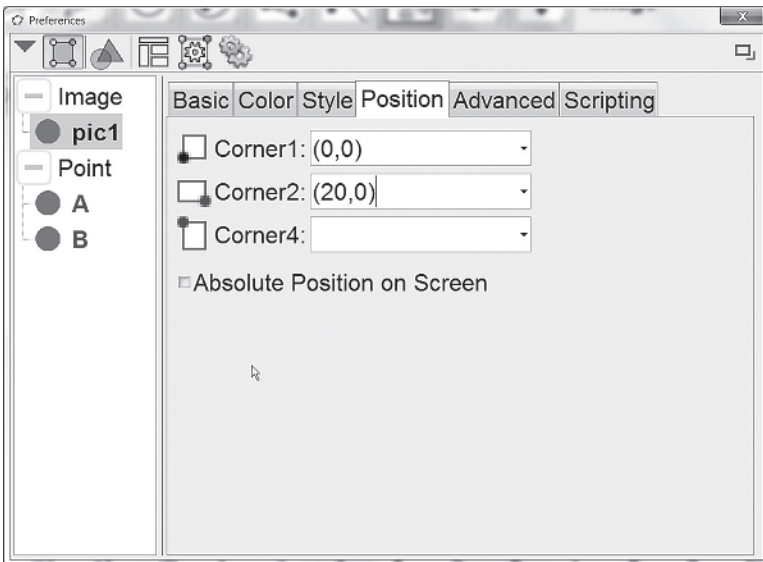 Preferences
x
Image
pic1
Point
A
B
Basic Color Style Position Advanced Scripting
Corner1: (0,0)
Corner2: (20,0)
Corner4:
Absolute Position on Screen